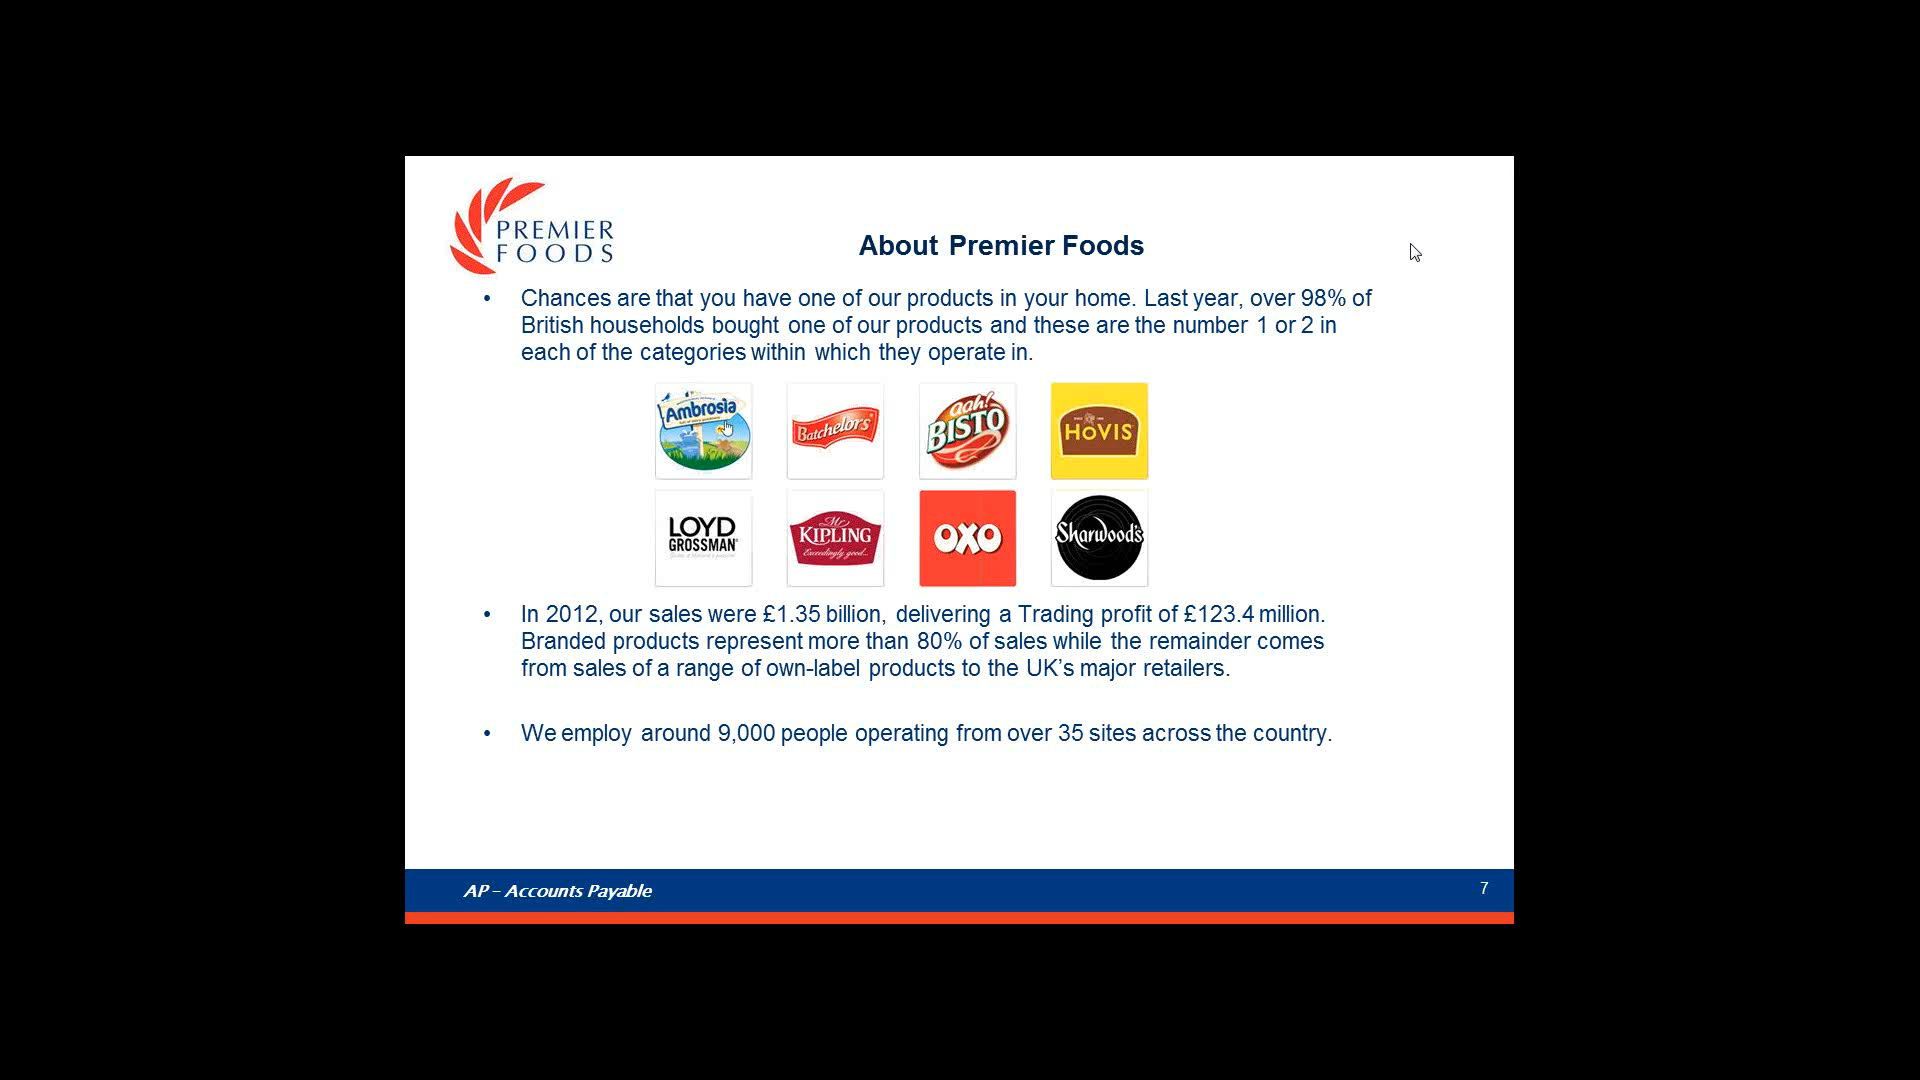 PREMIER
FOODS
About Premier Foods
• Chances are that you have one of our products in your home. Last year, over 98% of
British households bought one of our products and these are the number 1 or 2 in
each of the categories within which they operate in.
Ambrosia
Batchelors
aah!
BISTO
HOVIS
LOYD
GROSSMAN
Mr
KIPLING
Exceedingly good...
OXO
Sharwood's
• In 2012, our sales were £1.35 billion, delivering a Trading profit of £123.4 million.
Branded products represent more than 80% of sales while the remainder comes
from sales of a range of own-label products to the UK’s major retailers.
• We employ around 9,000 people operating from over 35 sites across the country.
AP – Accounts Payable
7